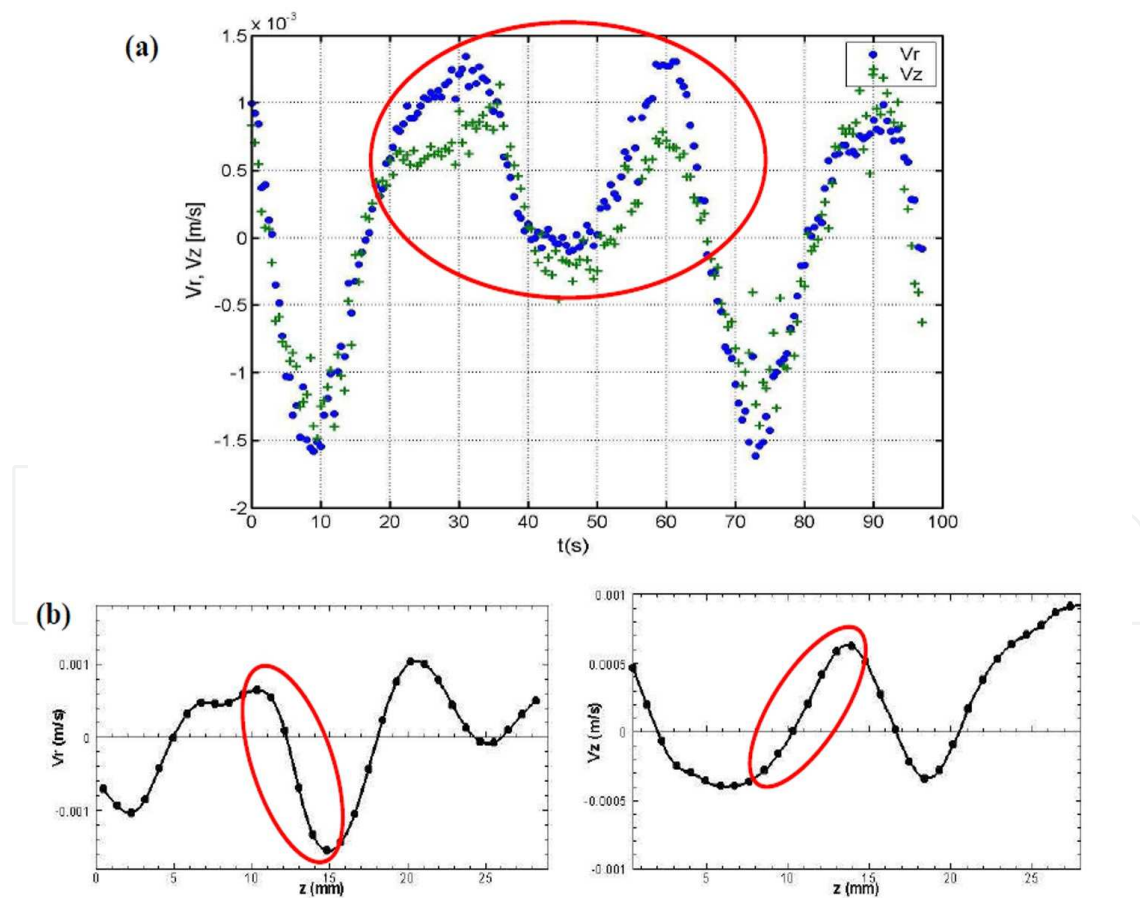 (a)
× 10⁻³
1.5
1
0.5
0
-0.5
-1
-1.5
-2
Vr, Vz [m/s]
Vr
Vz
0 10 20 30 40 50 60 70 80 90 100
t(s)
(b)
0.001
0
-0.001
Vr (m/s)
0 5 10 15 20 25
z (mm)
0.001
0.0005
0
-0.0005
-0.001
Vz (m/s)
5 10 15 20 25
z (mm)